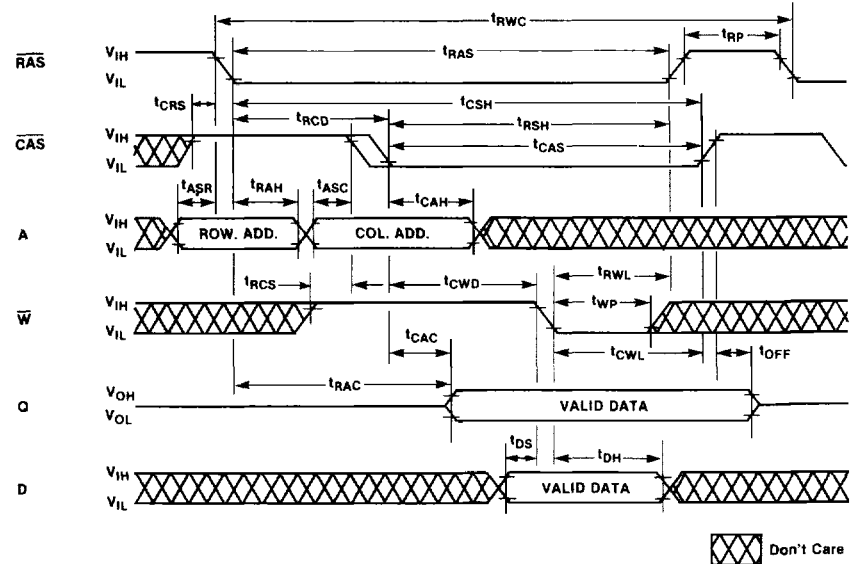 tRWC
tRP
RAS
VIH
VIL
tRAS
tCRS
tCSH
tRCD
tRSH
CAS
VIH
VIL
tCAS
tASR
tRAH
tASC
tCAH
A
VIH
VIL
ROW. ADD.
COL. ADD.
tRCS
tCWD
tRWL
W
VIH
VIL
tWP
tCAC
tCWL
tOFF
tRAC
Q
VOH
VOL
VALID DATA
tDS
tDH
D
VIH
VIL
VALID DATA
Don't Care